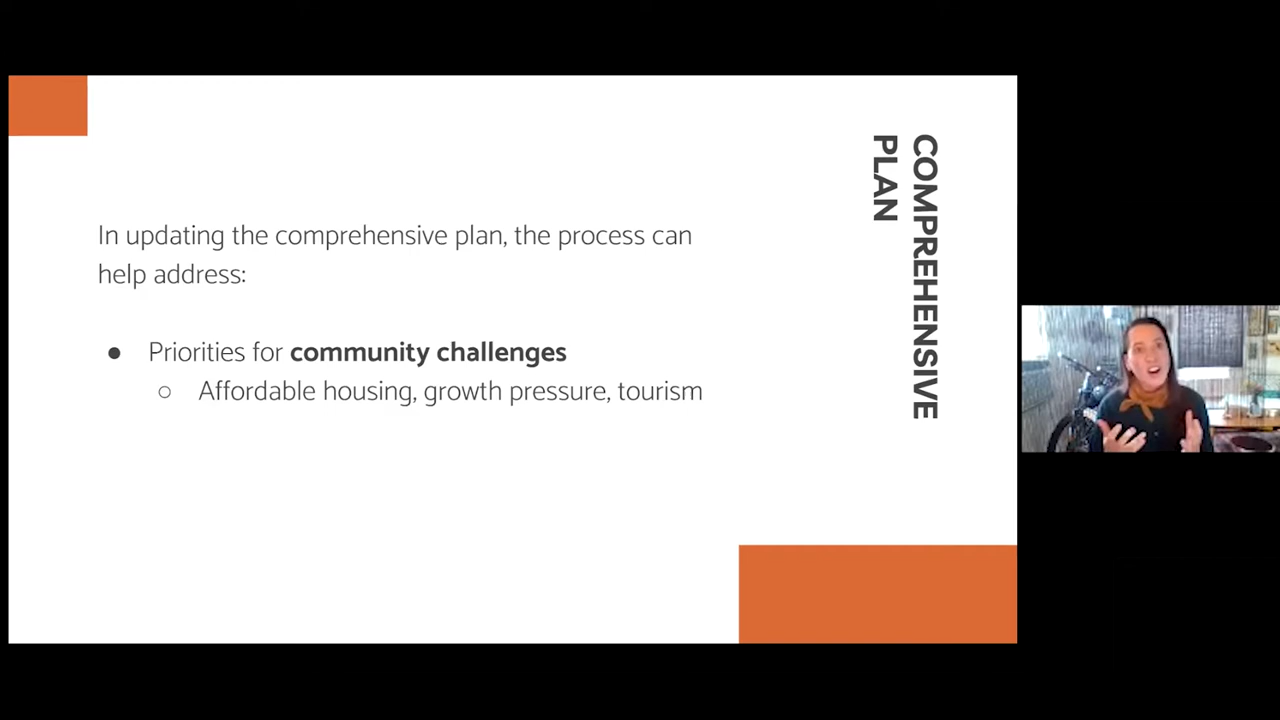 COMPREHENSIVE
PLAN
In updating the comprehensive plan, the process can
help address:
● Priorities for community challenges
○ Affordable housing, growth pressure, tourism